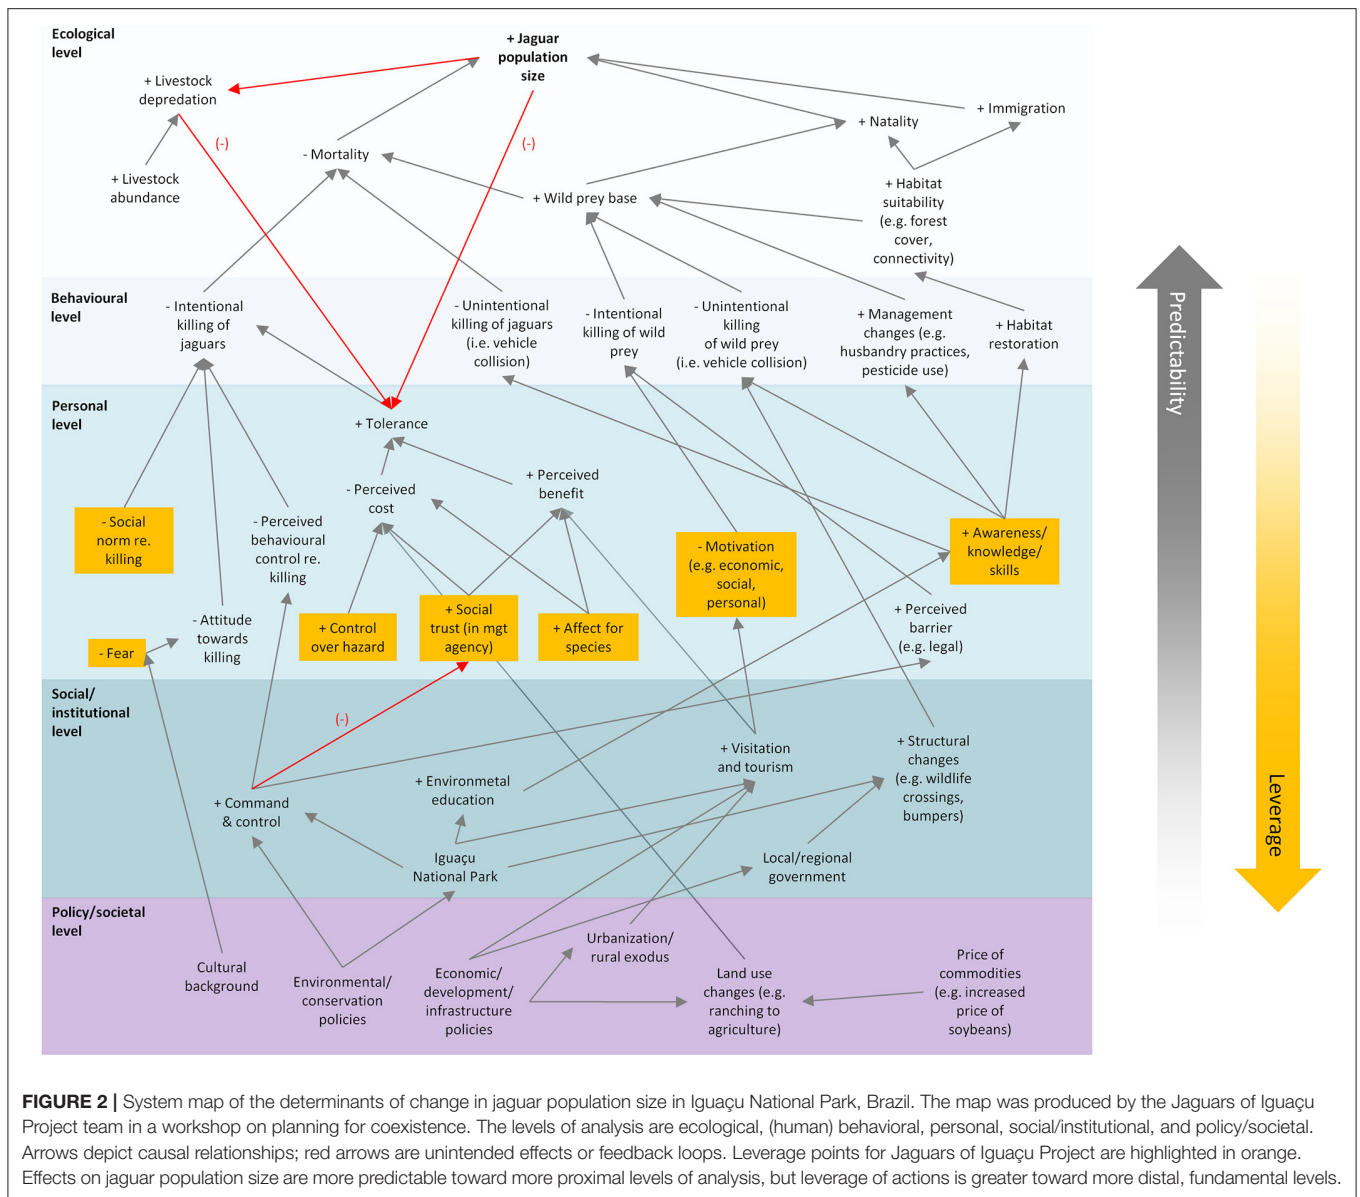 Ecological
level
+ Jaguar
population
size
+ Livestock
depredation
+ Immigration
+ Natality
(-)
(-)
- Mortality
+ Livestock
abundance
+ Wild prey base
+ Habitat
suitability
(e.g. forest
cover,
connectivity)
Behavioural
level
- Intentional
killing of
jaguars
- Unintentional
killing of jaguars
(i.e. vehicle
collision)
- Intentional
killing of wild
prey
- Unintentional
killing
of wild prey
(i.e. vehicle collision)
+ Management
changes (e.g.
husbandry practices,
pesticide use)
+ Habitat
restoration
Predictability
Personal
level
+ Tolerance
+ Perceived
benefit
- Perceived
cost
- Social
norm re.
killing
- Perceived
behavioural
control re.
killing
- Motivation
(e.g. economic,
social,
personal)
+ Awareness/
knowledge/
skills
- Attitude
towards
killing
- Fear
+ Control
over hazard
+ Social
trust (in mgt
agency)
+ Affect for
species
+ Perceived
barrier
(e.g. legal)
Social/
institutional
level
(-)
+ Command
& control
+ Environmetal
education
+ Visitation
and tourism
+ Structural
changes
(e.g. wildlife
crossings,
bumpers)
Leverage
Iguaçu
National Park
Local/regional
government
Policy/societal
level
Cultural
background
Environmental/
conservation
policies
Economic/
development/
infrastructure
policies
Urbanization/
rural exodus
Land use
changes (e.g.
ranching to
agriculture)
Price of
commodities
(e.g. increased
price of
soybeans)
FIGURE 2 | System map of the determinants of change in jaguar population size in Iguaçu National Park, Brazil. The map was produced by the Jaguars of Iguaçu
Project team in a workshop on planning for coexistence. The levels of analysis are ecological, (human) behavioral, personal, social/institutional, and policy/societal.
Arrows depict causal relationships; red arrows are unintended effects or feedback loops. Leverage points for Jaguars of Iguaçu Project are highlighted in orange.
Effects on jaguar population size are more predictable toward more proximal levels of analysis, but leverage of actions is greater toward more distal, fundamental levels.